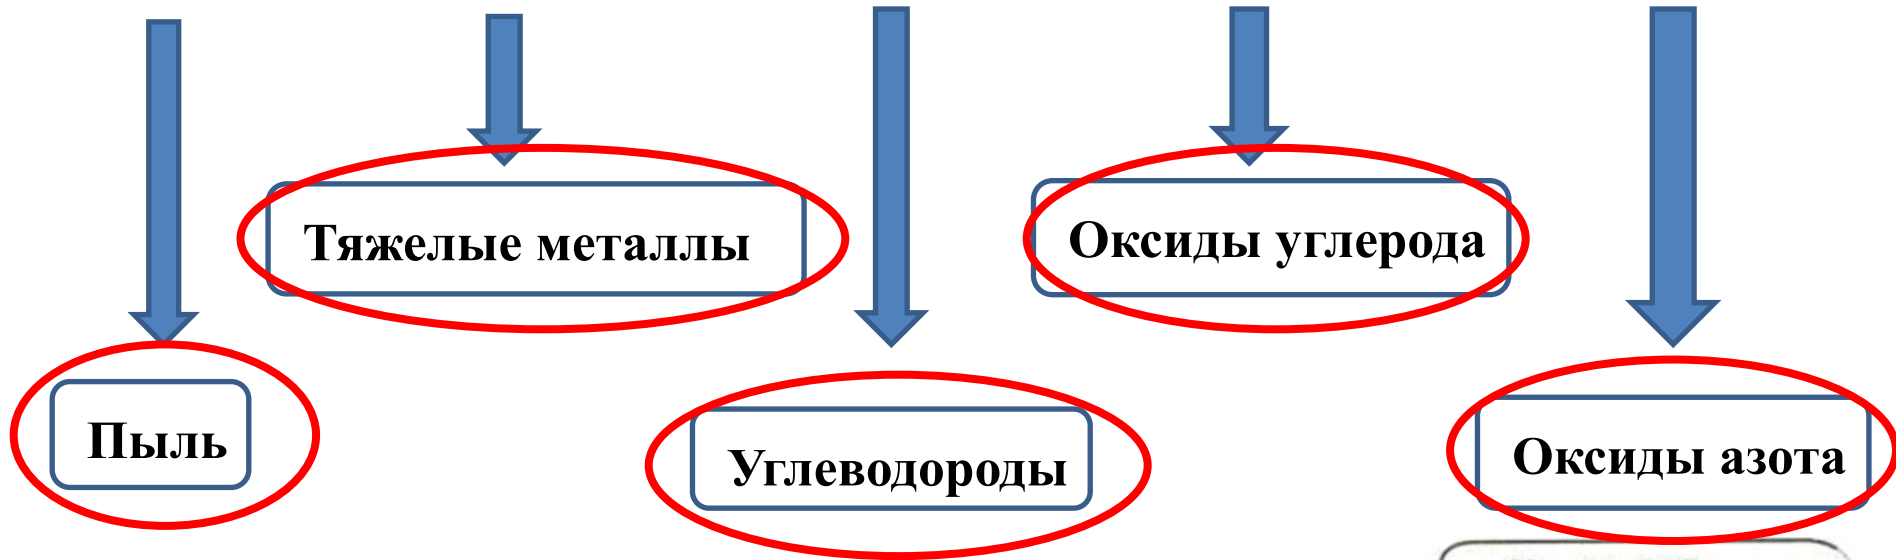 Тяжелые металлы
Оксиды углерода
Пыль
Углеводороды
Оксиды азота